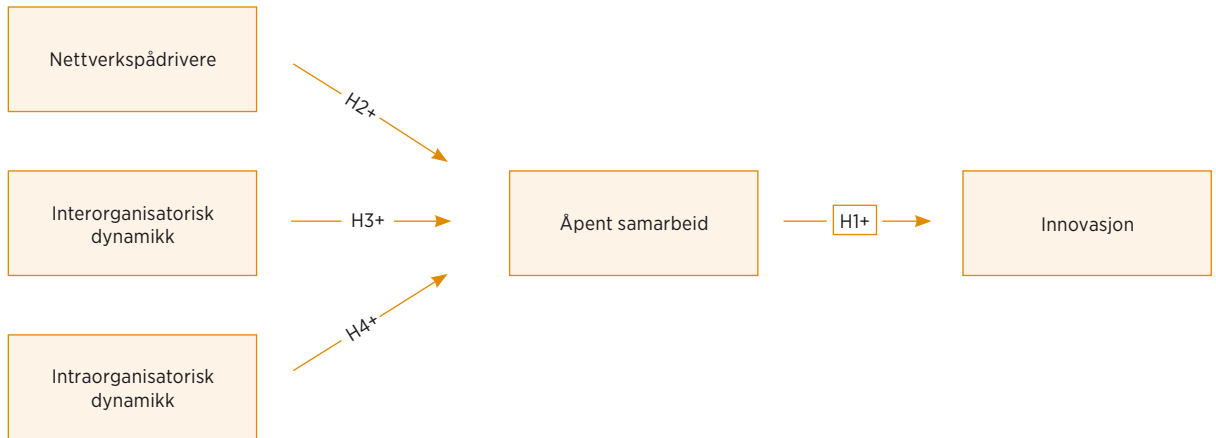 Nettverkspådrivere
H2+
Interorganisatorisk
dynamikk
H3+
Åpent samarbeid
H1+
Innovasjon
H4+
Intraorganisatorisk
dynamikk